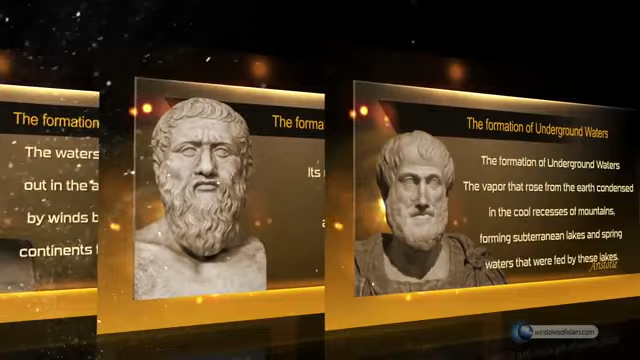 The formation
The waters
out in the a
by winds b
continents f
The forma
Its
The formation of Underground Waters
The formation of Underground Waters
The vapor that rose from the earth condensed
in the cool recesses of mountains,
forming subterranean lakes and spring
waters that were fed by these lakes.
Aristotle
windowsofislam.com